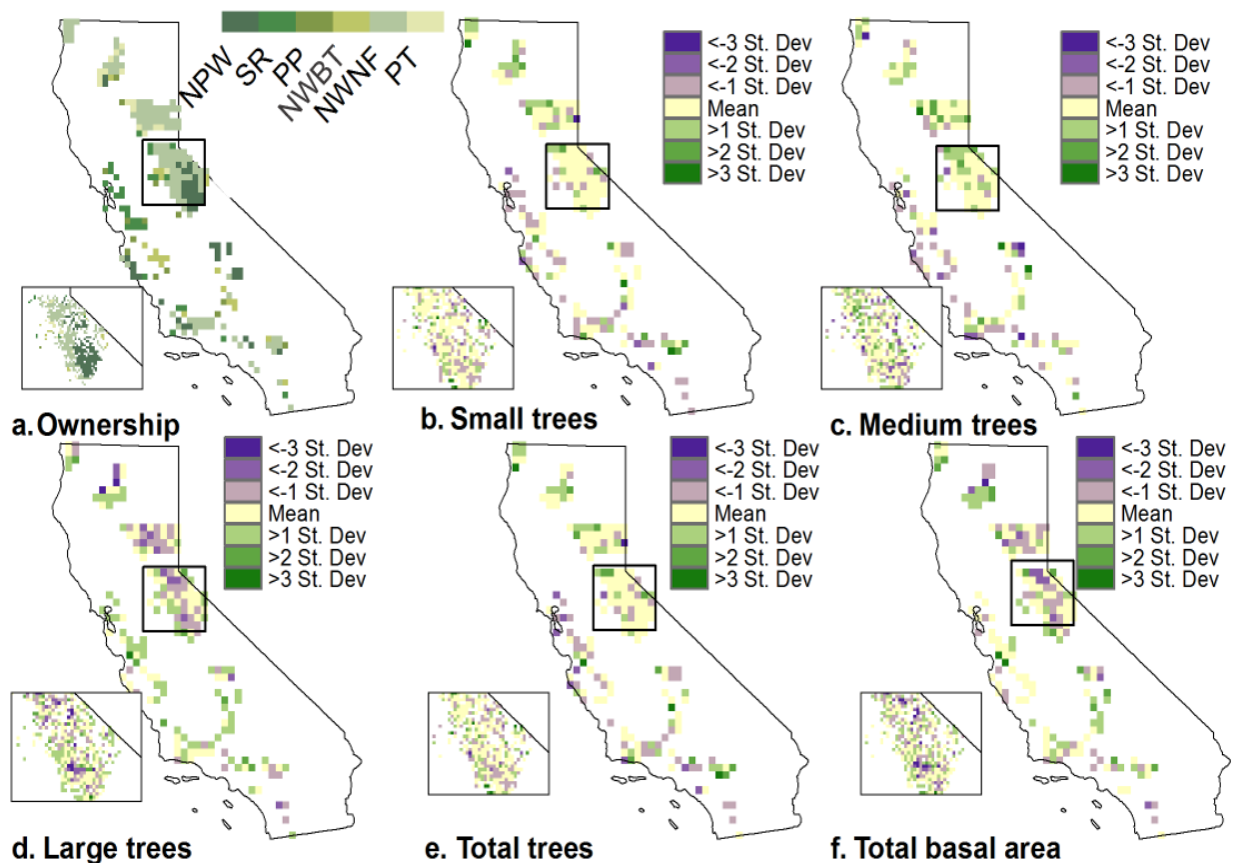 NPW
SR
PP
NWBT
NWNF
PT
<-3 St. Dev
<-2 St. Dev
<-1 St. Dev
Mean
>1 St. Dev
>2 St. Dev
>3 St. Dev
<-3 St. Dev
<-2 St. Dev
<-1 St. Dev
Mean
>1 St. Dev
>2 St. Dev
>3 St. Dev
a. Ownership
b. Small trees
c. Medium trees
<-3 St. Dev
<-2 St. Dev
<-1 St. Dev
Mean
>1 St. Dev
>2 St. Dev
>3 St. Dev
<-3 St. Dev
<-2 St. Dev
<-1 St. Dev
Mean
>1 St. Dev
>2 St. Dev
>3 St. Dev
<-3 St. Dev
<-2 St. Dev
<-1 St. Dev
Mean
>1 St. Dev
>2 St. Dev
>3 St. Dev
d. Large trees
e. Total trees
f. Total basal area